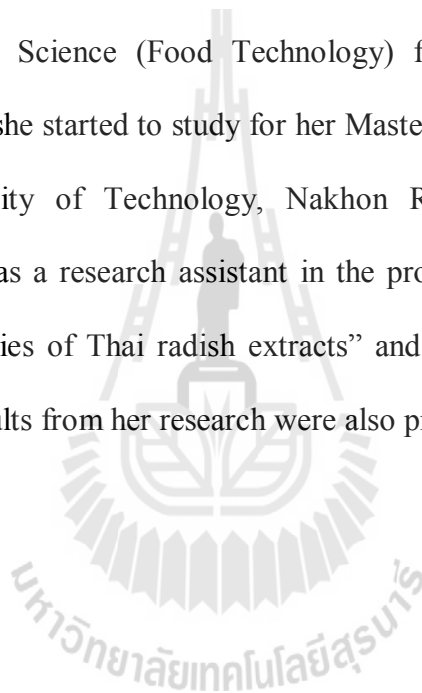 Science (Food Technology) f
she started to study for her Maste
ity of Technology, Nakhon R
as a research assistant in the pro
ies of Thai radish extracts” and
ults from her research were also p
มหาวิทยาลัยเทคโนโลยีสุรนารี